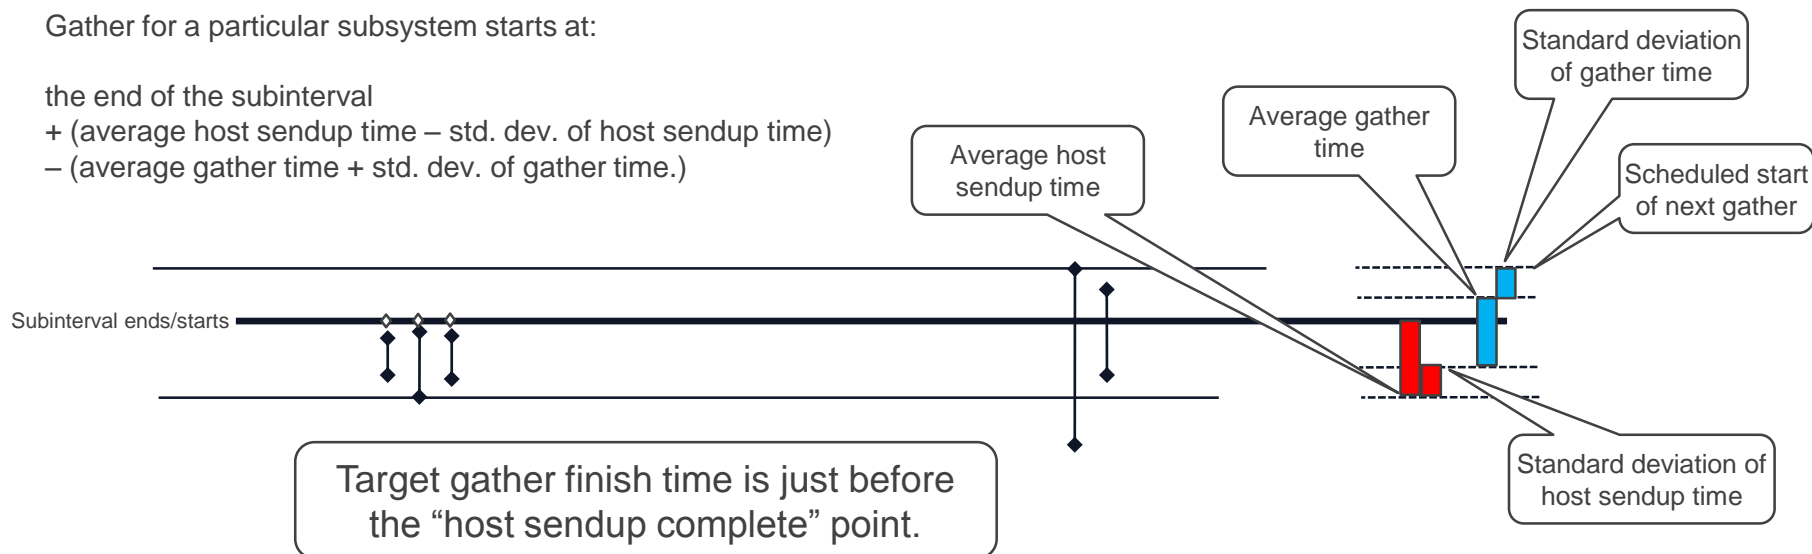 Gather for a particular subsystem starts at:
the end of the subinterval
+ (average host sendup time – std. dev. of host sendup time)
– (average gather time + std. dev. of gather time.)
Standard deviation
of gather time
Average gather
time
Average host
sendup time
Scheduled start
of next gather
Subinterval ends/starts
Target gather finish time is just before
the “host sendup complete” point.
Standard deviation of
host sendup time